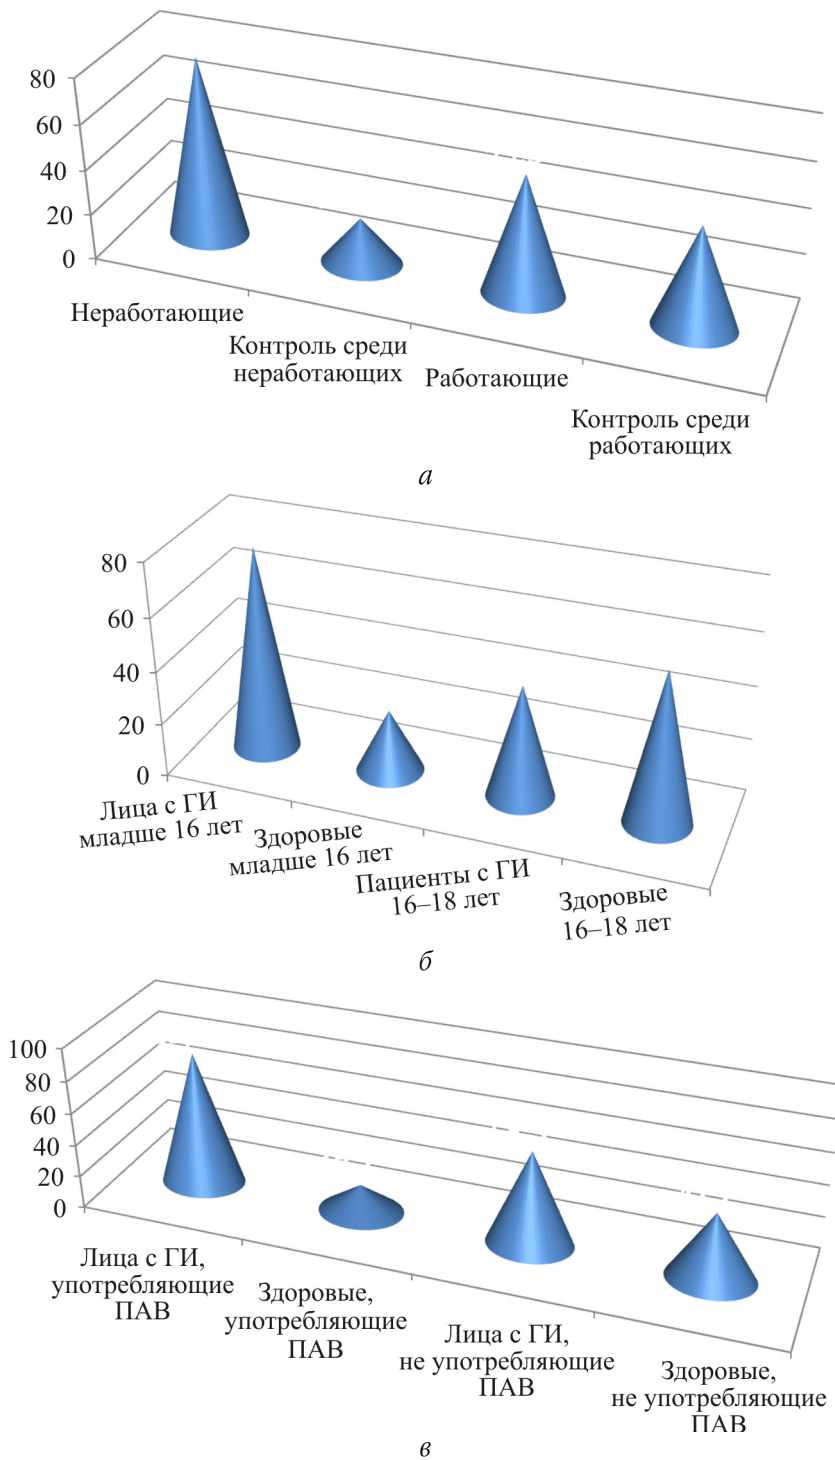 80
60
40
20
0
Неработающие
Контроль среди
неработающих
Работающие
Контроль среди
работающих
а
80
60
40
20
0
Лица с ГИ
младше 16 лет
Здоровые
младше 16 лет
Пациенты с ГИ
16–18 лет
Здоровые
16–18 лет
б
100
80
60
40
20
0
Лица с ГИ,
употребляющие
ПАВ
Здоровые,
употребляющие
ПАВ
Лица с ГИ,
не употребляющие
ПАВ
Здоровые,
не употребляющие
ПАВ
в